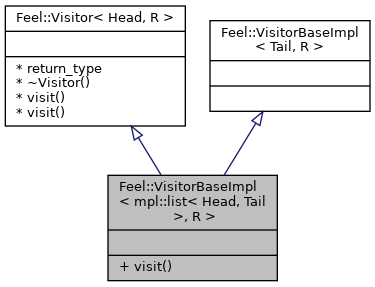 Feel::Visitor< Head, R >
* return_type
* ~Visitor()
* visit()
* visit()
Feel::VisitorBaseImpl
< Tail, R >
Feel::VisitorBaseImpl
< mpl::list< Head, Tail
>, R >
+ visit()